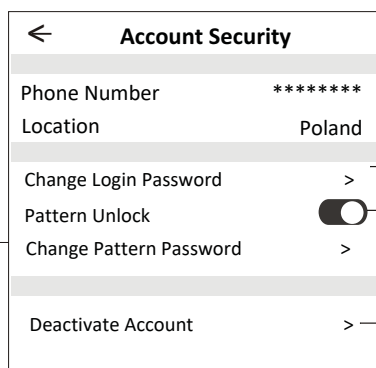 Account Security
Phone Number ********
Location Poland
Change Login Password >
Pattern Unlock
Change Pattern Password >
Deactivate Account >